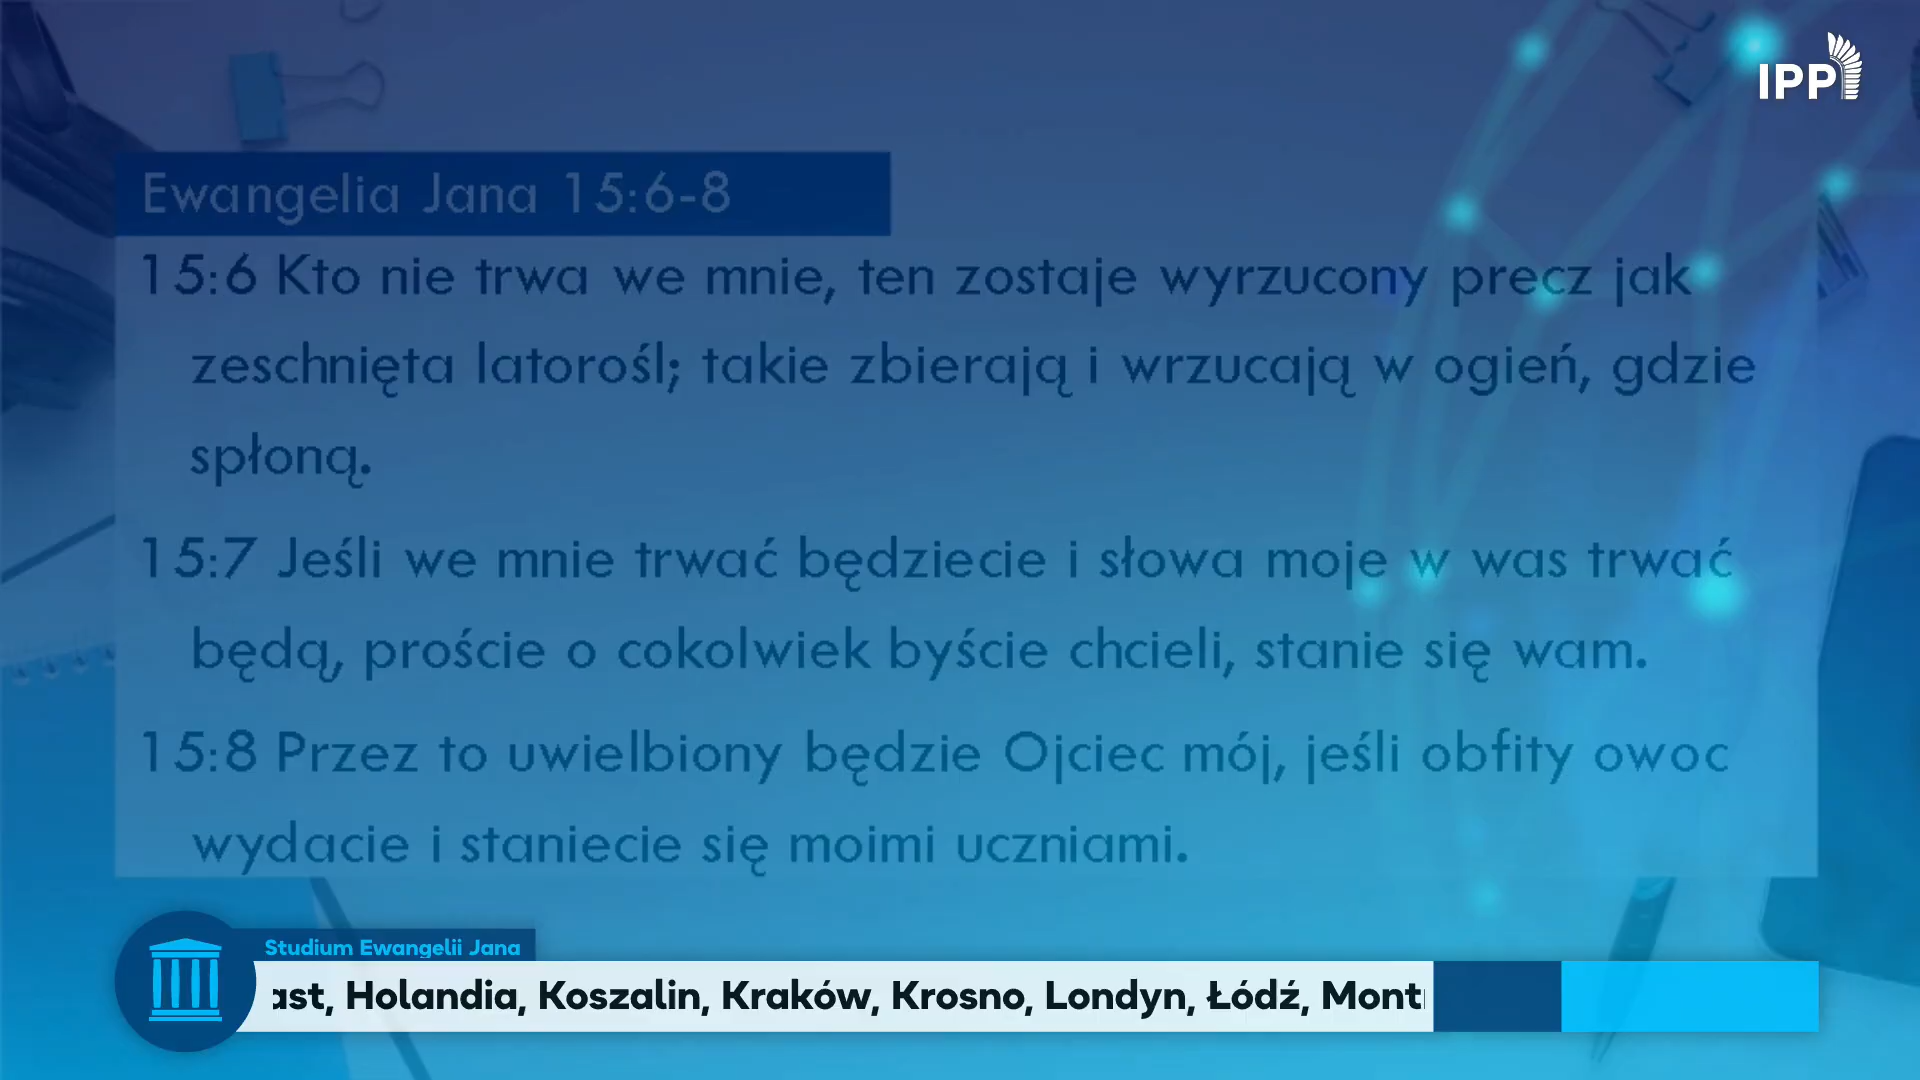 IPP
Ewangelia Jana 15:6-8
15:6 Kto nie trwa we mnie, ten zostaje wyrzucony precz jak
zeschnięta latorośl; takie zbierają i wrzucają w ogień, gdzie
spłoną.
15:7 Jeśli we mnie trwać będziecie i słowa moje w was trwać
będą, proście o cokolwiek byście chcieli, stanie się wam.
15:8 Przez to uwielbiony będzie Ojciec mój, jeśli obfity owoc
wydacie i staniecie się moimi uczniami.
Studium Ewangelii Jana
Holandia, Koszalin, Kraków, Krosno, Londyn, Łódź,